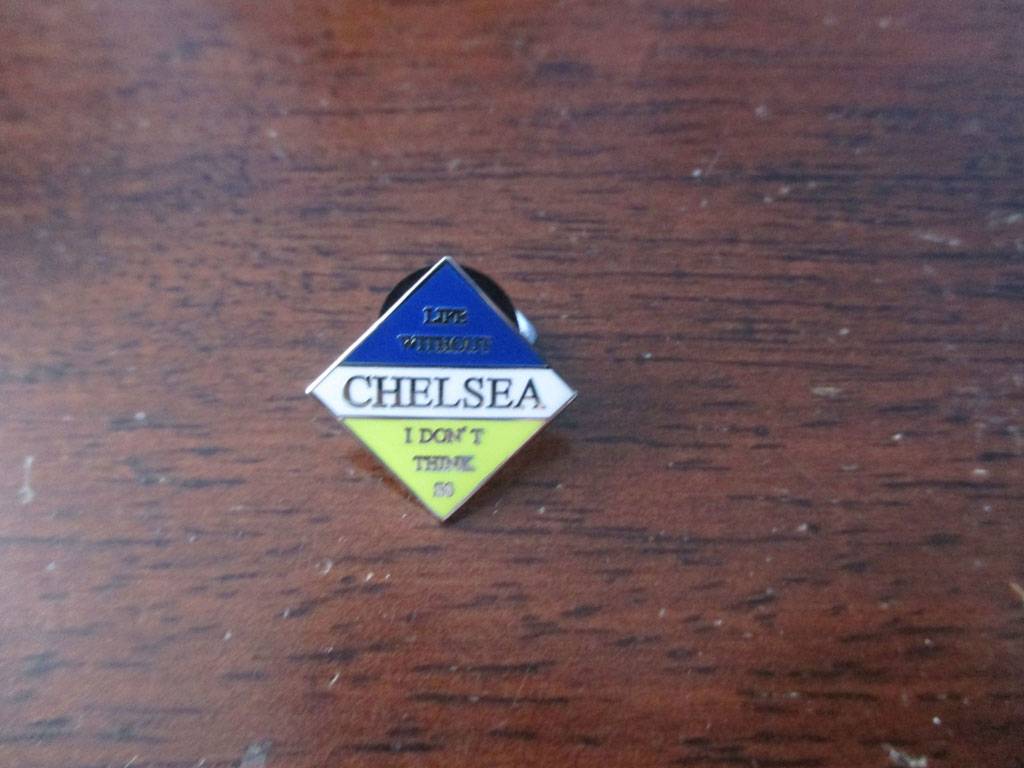 LIFE
WITHOUT
CHELSEA
I DON'T
THINK
SO